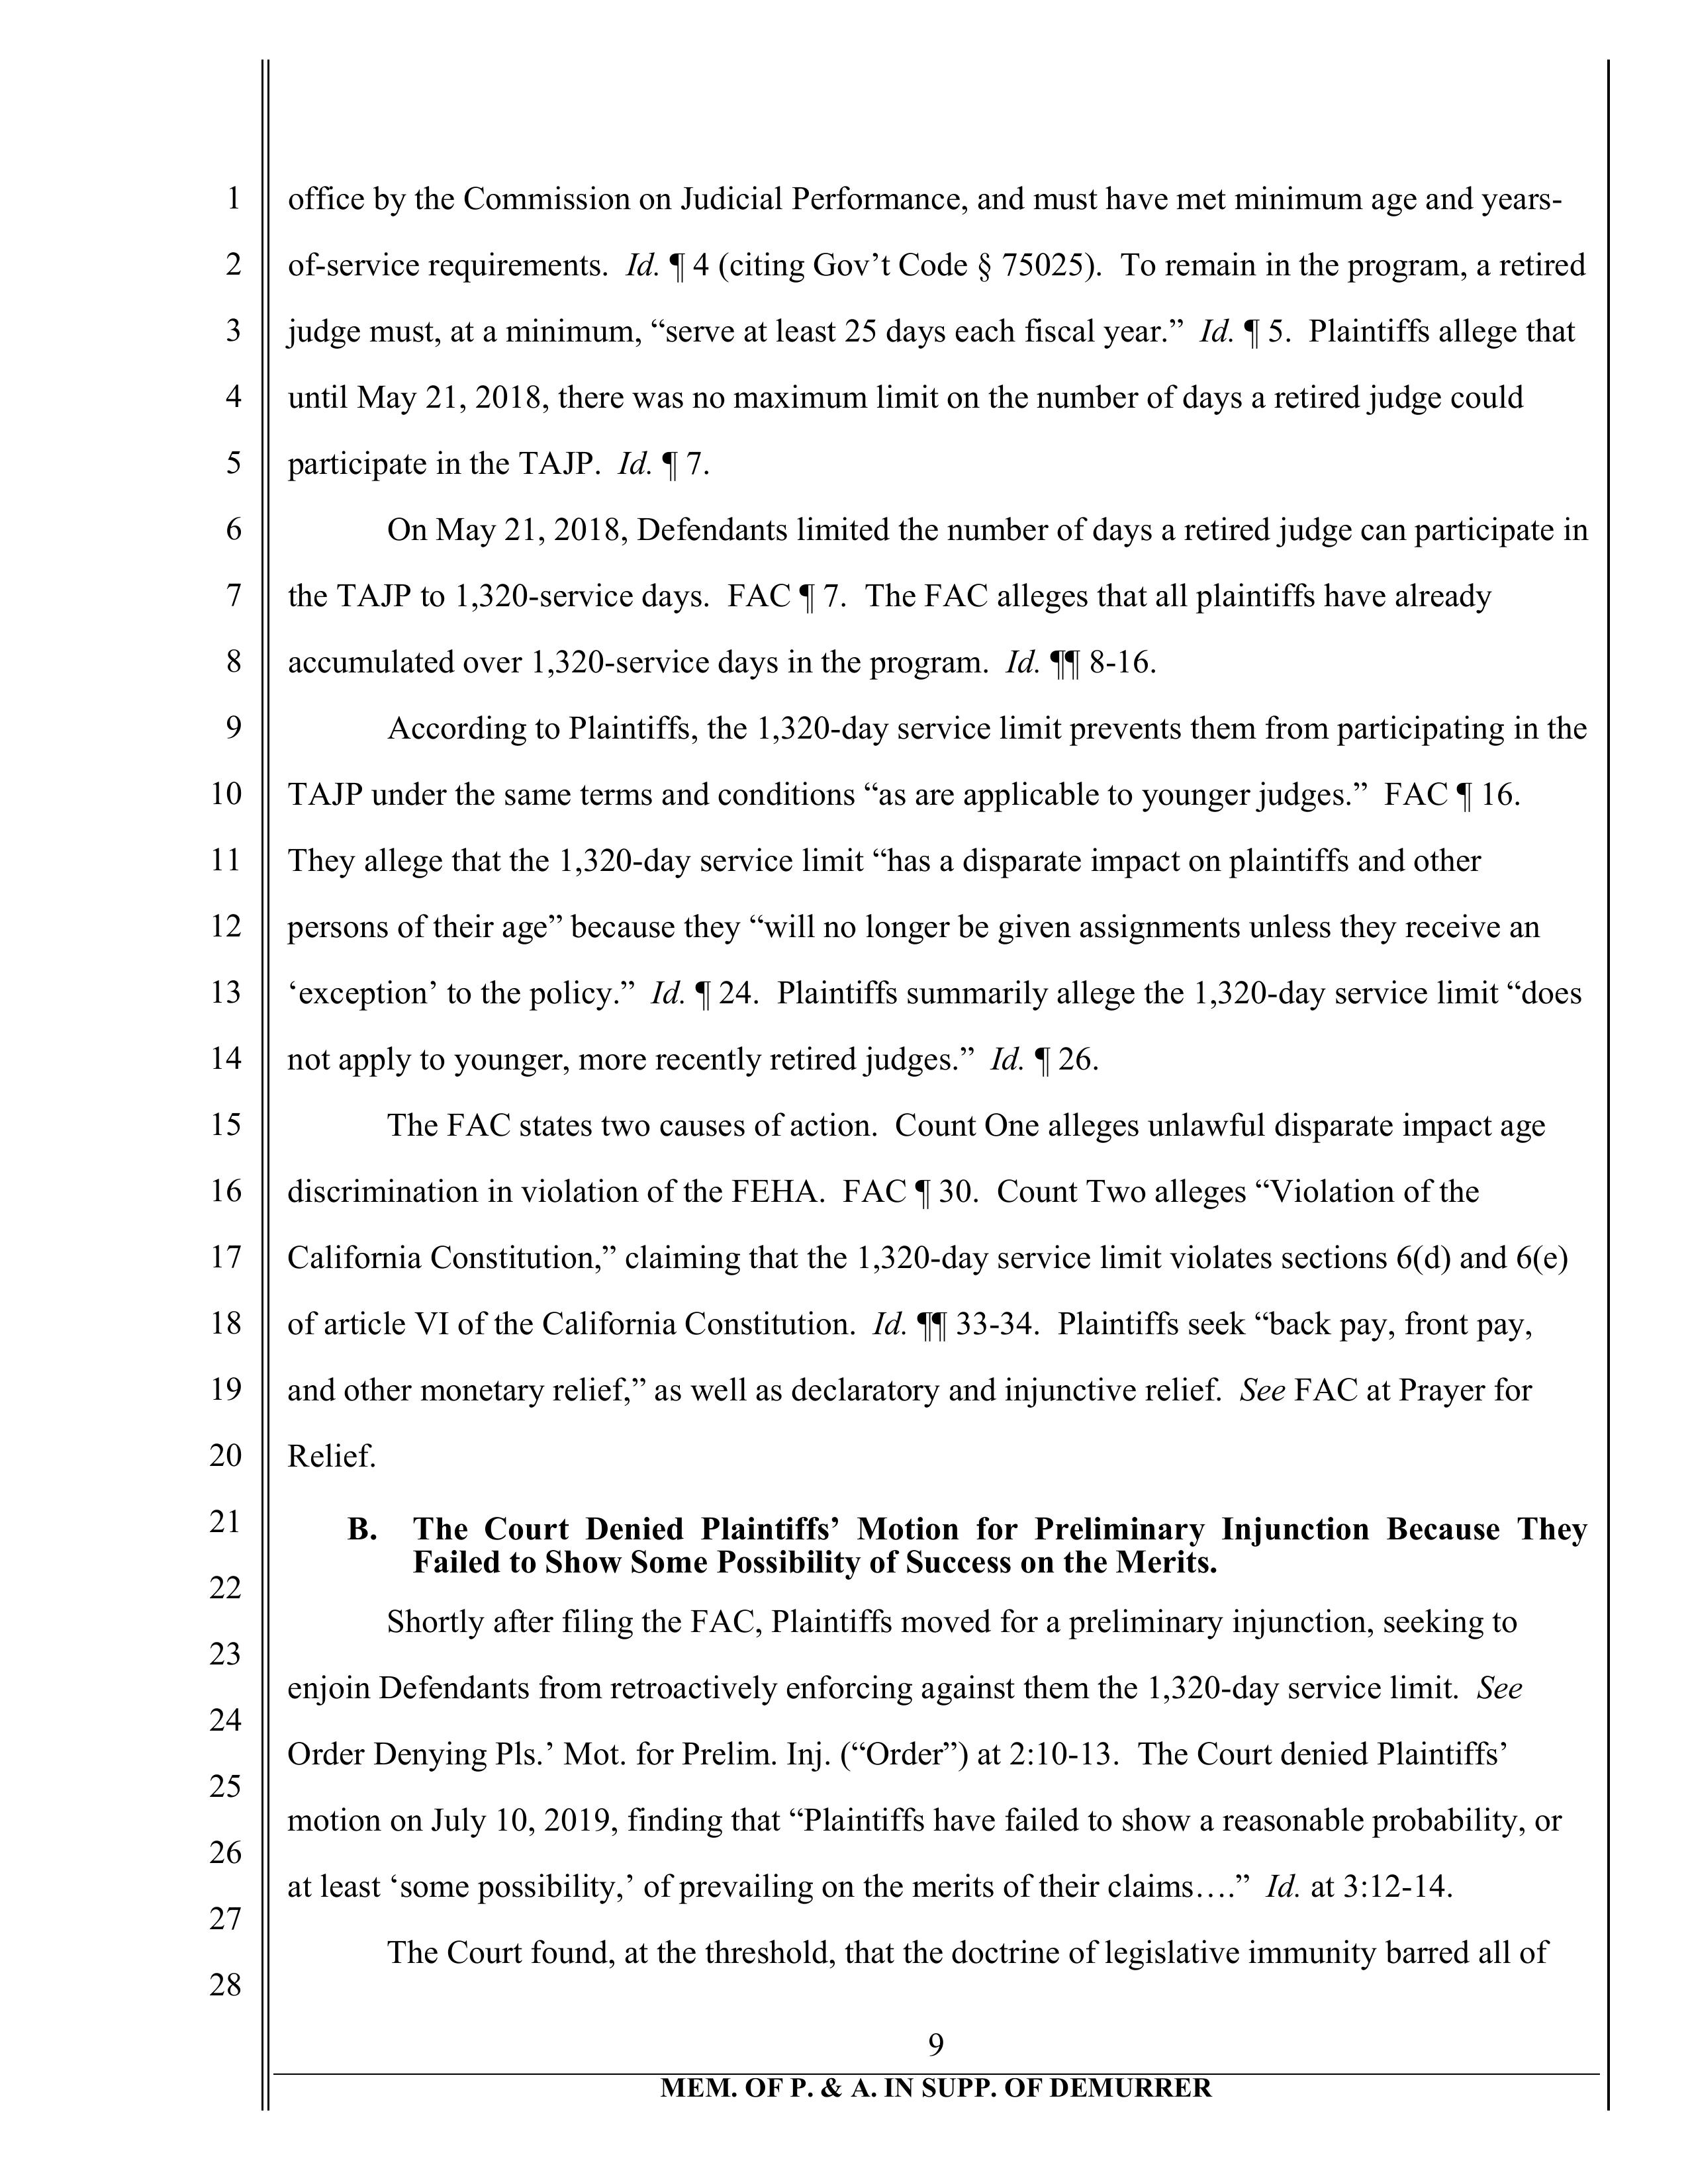 1 office by the Commission on Judicial Performance, and must have met minimum age and years-
2 of-service requirements.  Id. ¶ 4 (citing Gov’t Code § 75025).  To remain in the program, a retired
3 judge must, at a minimum, “serve at least 25 days each fiscal year.”  Id. ¶ 5.  Plaintiffs allege that
4 until May 21, 2018, there was no maximum limit on the number of days a retired judge could
5 participate in the TAJP.  Id. ¶ 7.
6 On May 21, 2018, Defendants limited the number of days a retired judge can participate in
7 the TAJP to 1,320-service days.  FAC ¶ 7.  The FAC alleges that all plaintiffs have already
8 accumulated over 1,320-service days in the program.  Id. ¶¶ 8-16.
9 According to Plaintiffs, the 1,320-day service limit prevents them from participating in the
10 TAJP under the same terms and conditions “as are applicable to younger judges.”  FAC ¶ 16.
11 They allege that the 1,320-day service limit “has a disparate impact on plaintiffs and other
12 persons of their age” because they “will no longer be given assignments unless they receive an
13 ‘exception’ to the policy.”  Id. ¶ 24.  Plaintiffs summarily allege the 1,320-day service limit “does
14 not apply to younger, more recently retired judges.”  Id. ¶ 26.
15 The FAC states two causes of action.  Count One alleges unlawful disparate impact age
16 discrimination in violation of the FEHA.  FAC ¶ 30.  Count Two alleges “Violation of the
17 California Constitution,” claiming that the 1,320-day service limit violates sections 6(d) and 6(e)
18 of article VI of the California Constitution.  Id. ¶¶ 33-34.  Plaintiffs seek “back pay, front pay,
19 and other monetary relief,” as well as declaratory and injunctive relief.  See FAC at Prayer for
20 Relief.
21 B. The Court Denied Plaintiffs’ Motion for Preliminary Injunction Because They
Failed to Show Some Possibility of Success on the Merits.
22
Shortly after filing the FAC, Plaintiffs moved for a preliminary injunction, seeking to
23
enjoin Defendants from retroactively enforcing against them the 1,320-day service limit.  See
24
Order Denying Pls.’ Mot. for Prelim. Inj. (“Order”) at 2:10-13.  The Court denied Plaintiffs’
25
motion on July 10, 2019, finding that “Plaintiffs have failed to show a reasonable probability, or
26
at least ‘some possibility,’ of prevailing on the merits of their claims….”  Id. at 3:12-14.
27
The Court found, at the threshold, that the doctrine of legislative immunity barred all of
28
9
MEM. OF P. & A. IN SUPP. OF DEMURRER